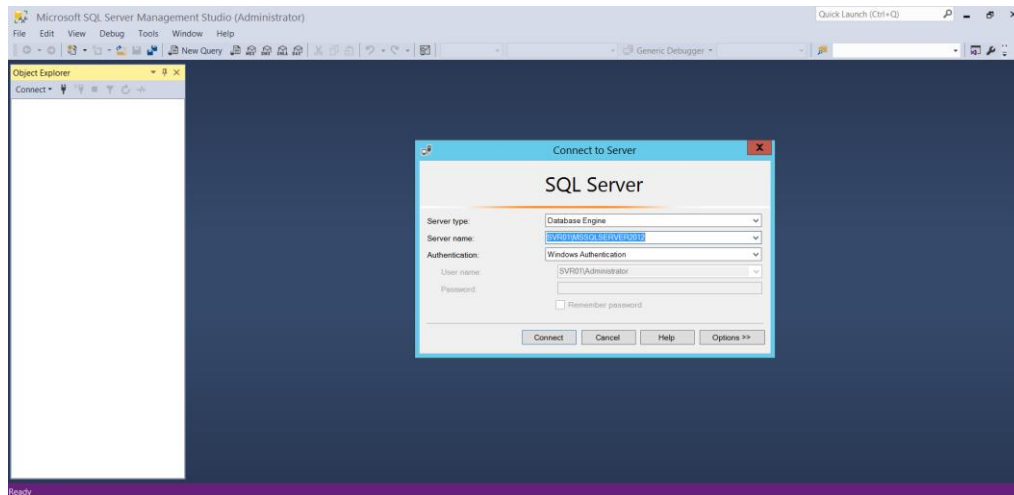 Microsoft SQL Server Management Studio (Administrator)
Quick Launch (Ctrl+Q)
File Edit View Debug Tools Window Help
New Query
Generic Debugger
Object Explorer
Connect
Connect to Server
SQL Server
Server type: Database Engine
Server name: SVR01\MSSQLSERVER2012
Authentication: Windows Authentication
User name: SVR01\Administrator
Password:
Remember password
Connect Cancel Help Options >>
Ready